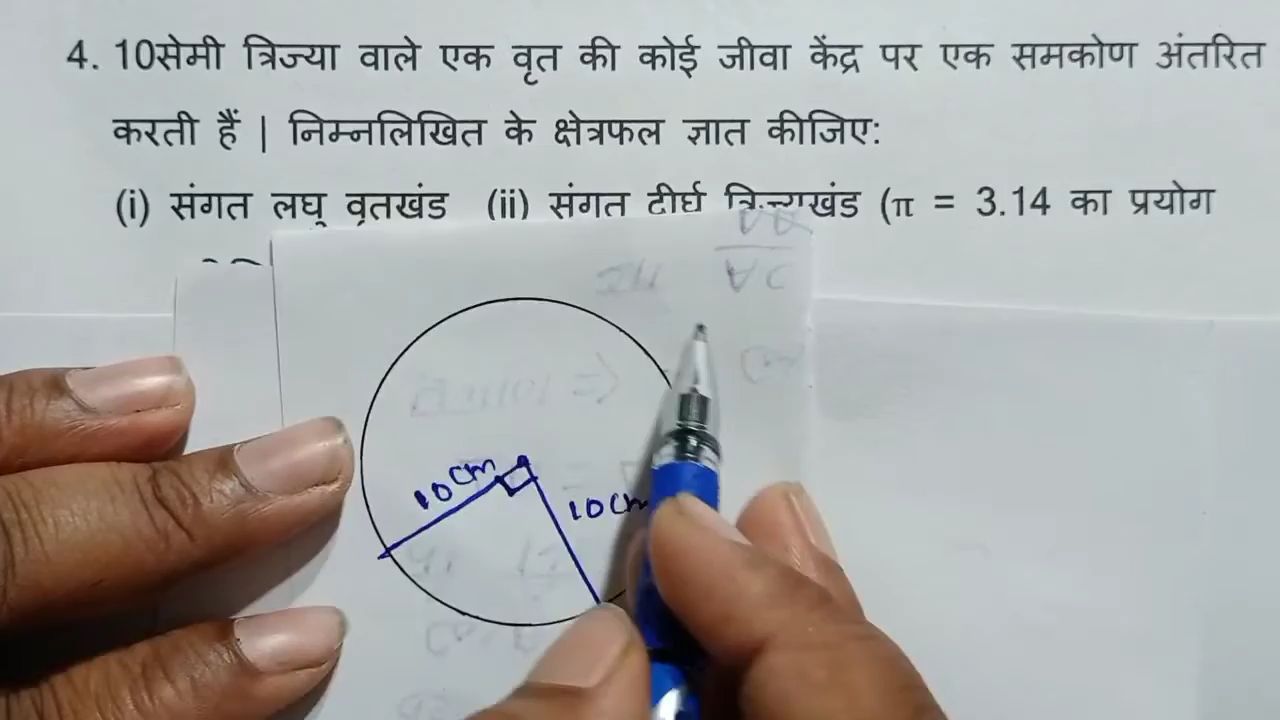 4. 10सेमी त्रिज्या वाले एक वृत की कोई जीवा केंद्र पर एक समकोण अंतरित
करती हैं | निम्नलिखित के क्षेत्रफल ज्ञात कीजिए:
(i) संगत लघु वृतखंड (ii) संगत दीर्घ त्रिज्यखंड (π = 3.14 का प्रयोग
10cm
10cm